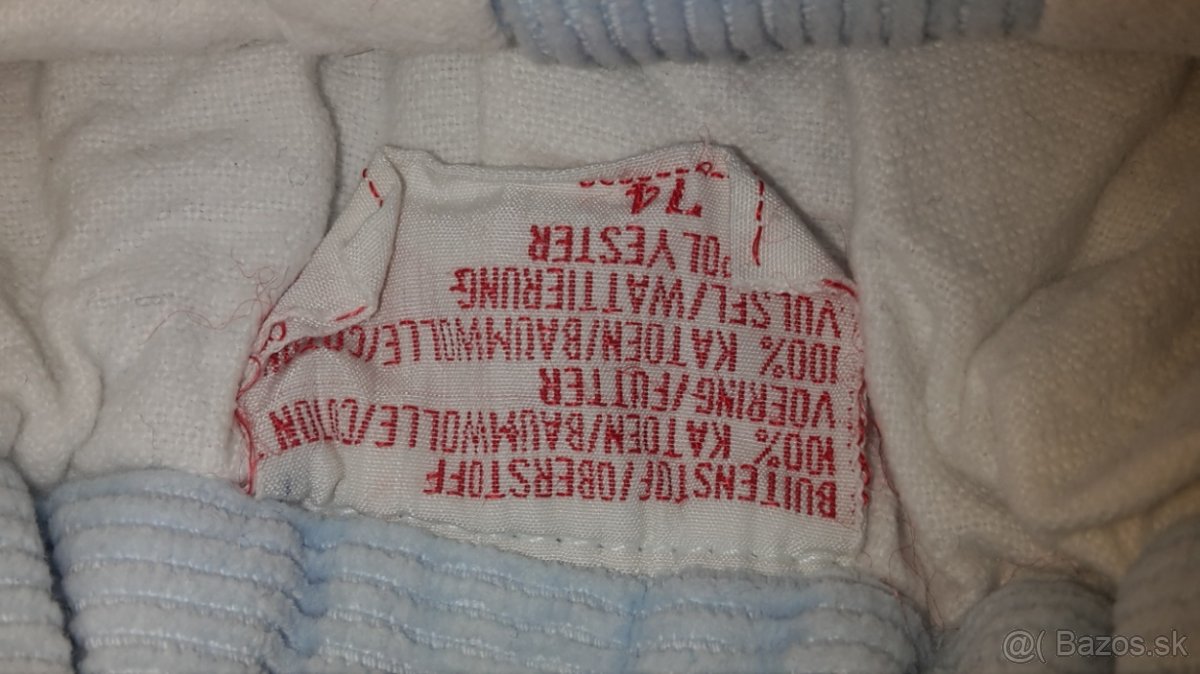 BUITENSTOF/OBERSTOFF
100% KATOEN/BAUMWOLLE/COTTON
VOERING/FUTTER
100% KATOEN/BAUMWOLLE/
VULSEL/WATTIERUNG
POLYESTER
74
@( Bazos.sk